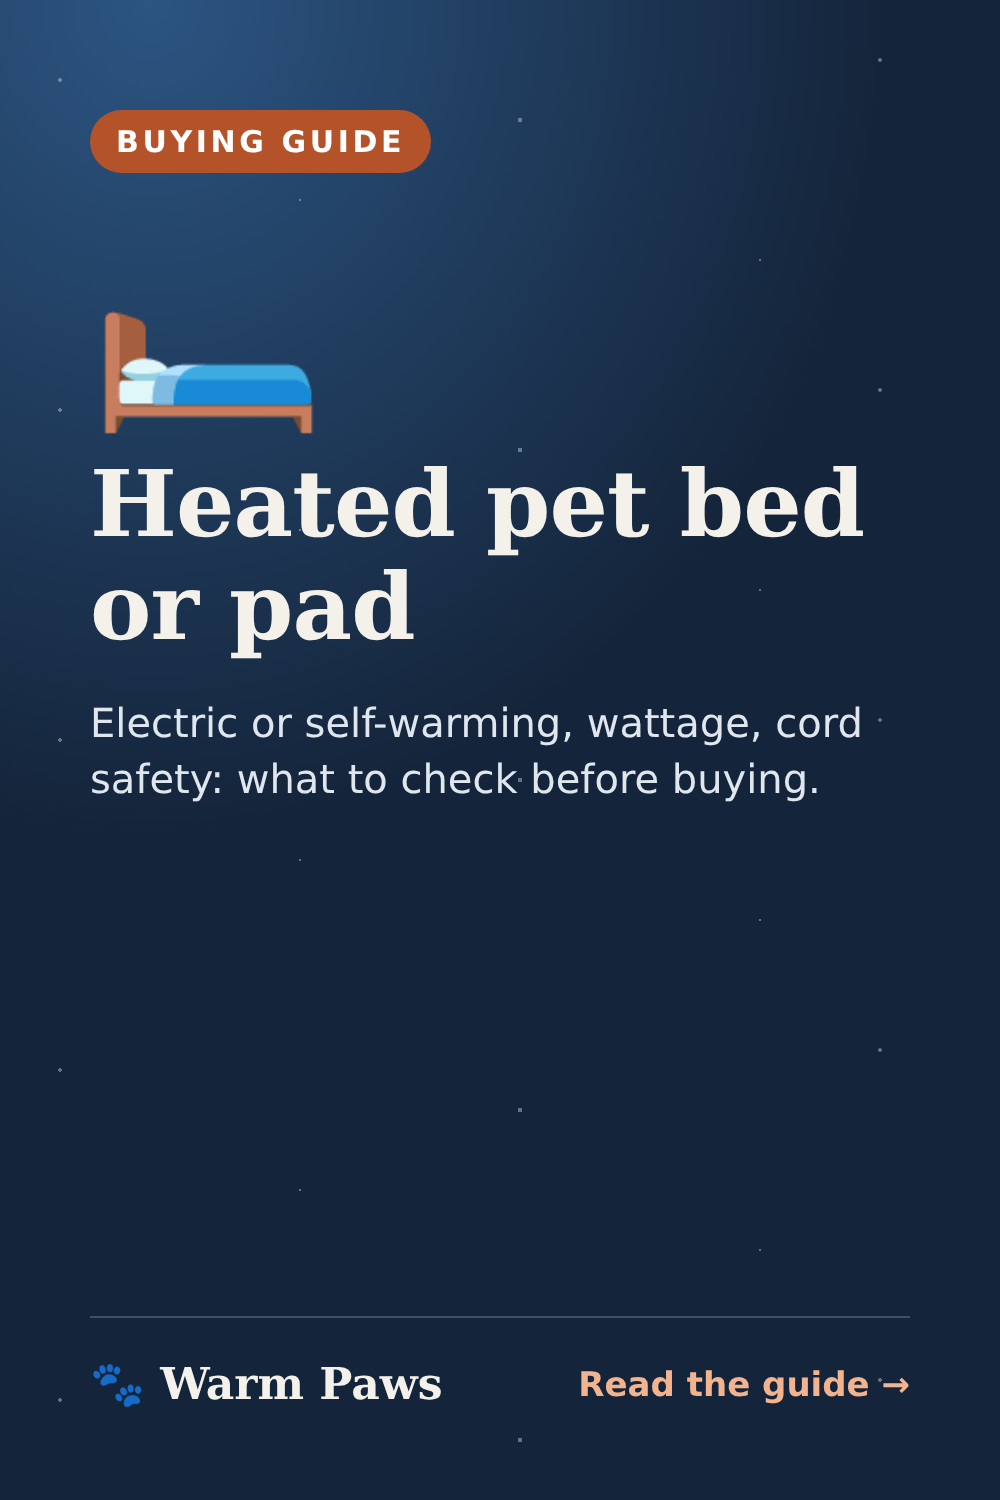 BUYING GUIDE
Heated pet bed
or pad
Electric or self-warming, wattage, cord
safety: what to check before buying.
Warm Paws
Read the guide →